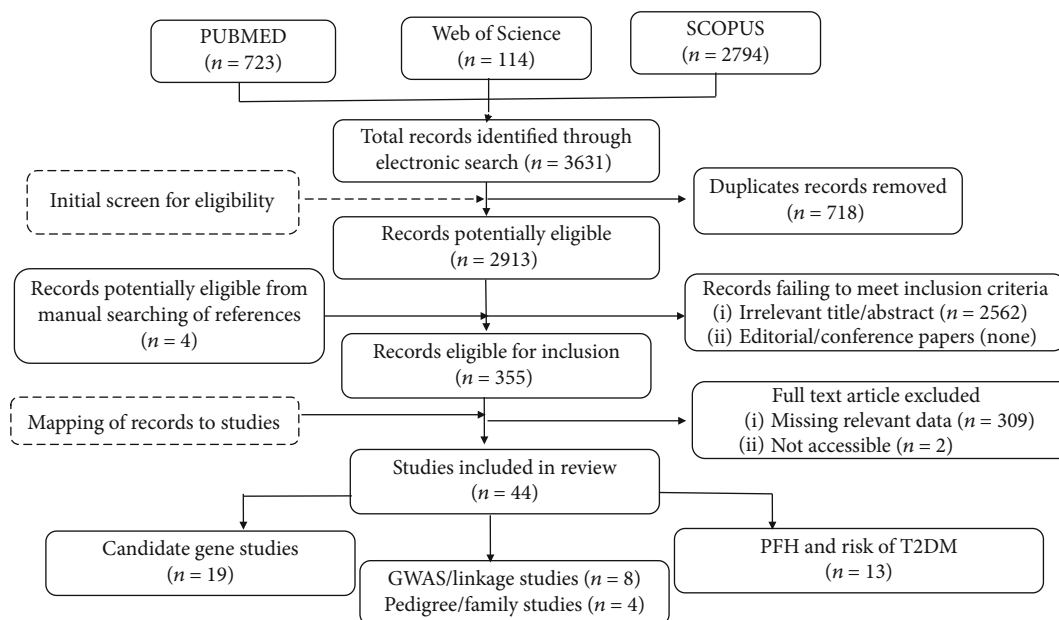 PUBMED
(n = 723)
Web of Science
(n = 114)
SCOPUS
(n = 2794)
Total records identified through
electronic search (n = 3631)
Initial screen for eligibility
Duplicates records removed
(n = 718)
Records potentially eligible
(n = 2913)
Records potentially eligible from
manual searching of references
(n = 4)
Records failing to meet inclusion criteria
(i) Irrelevant title/abstract (n = 2562)
(ii) Editorial/conference papers (none)
Records eligible for inclusion
(n = 355)
Mapping of records to studies
Full text article excluded
(i) Missing relevant data (n = 309)
(ii) Not accessible (n = 2)
Studies included in review
(n = 44)
Candidate gene studies
(n = 19)
GWAS/linkage studies (n = 8)
Pedigree/family studies (n = 4)
PFH and risk of T2DM
(n = 13)